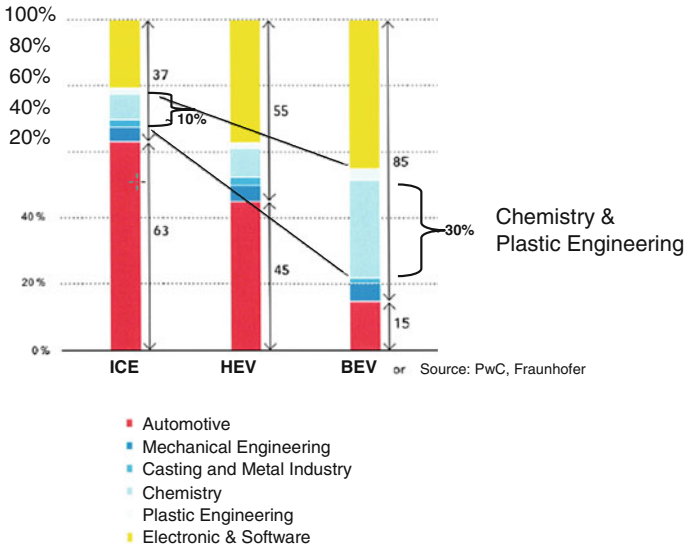 100%
80%
60%
40%
20%
40%
20%
0%
37
10%
63
55
45
85
30%
15
Chemistry &
Plastic Engineering
ICE HEV BEV or Source: PwC, Fraunhofer
Automotive
Mechanical Engineering
Casting and Metal Industry
Chemistry
Plastic Engineering
Electronic & Software